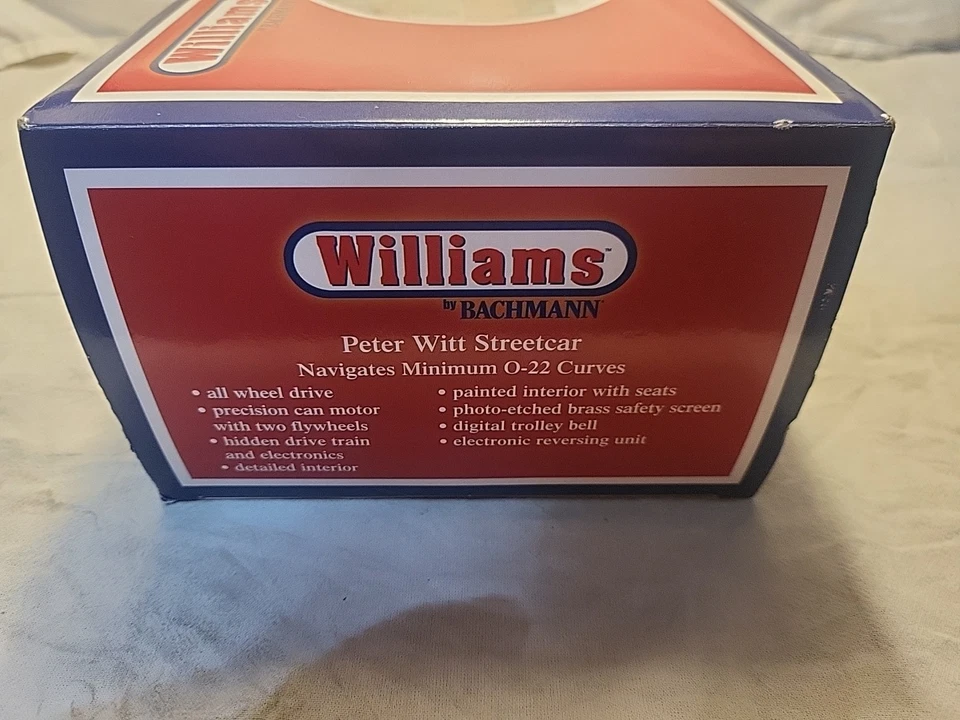 Williams
Williams™
by BACHMANN
Peter Witt Streetcar
Navigates Minimum O-22 Curves
• all wheel drive
• precision can motor
with two flywheels
• hidden drive train
and electronics
• detailed interior
• painted interior with seats
• photo-etched brass safety screen
• digital trolley bell
• electronic reversing unit